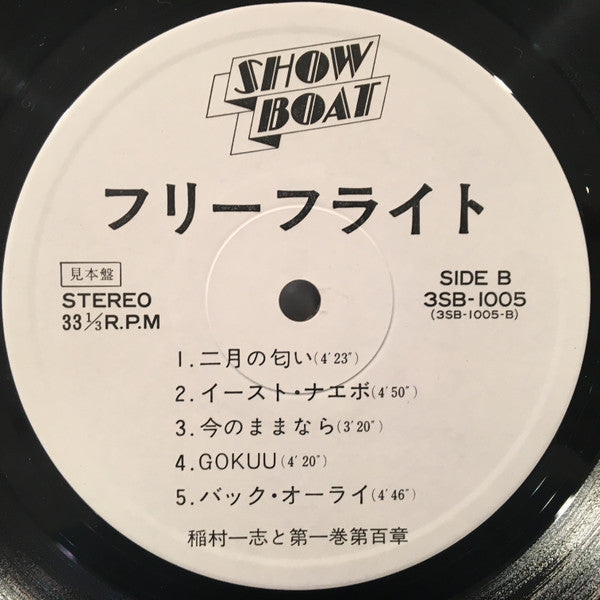 SHOW
BOAT
フリーフライト
見本盤
STEREO
33 1/3 R.P.M
SIDE B
3SB-1005
(3SB-1005-B)
1. 二月の匂い(4'23")
2. イースト・ナエボ(4'50")
3. 今のままなら(3'20")
4. GOKUU(4'20")
5. バック・オーライ(4'46")
稲村一志と第一巻第百章